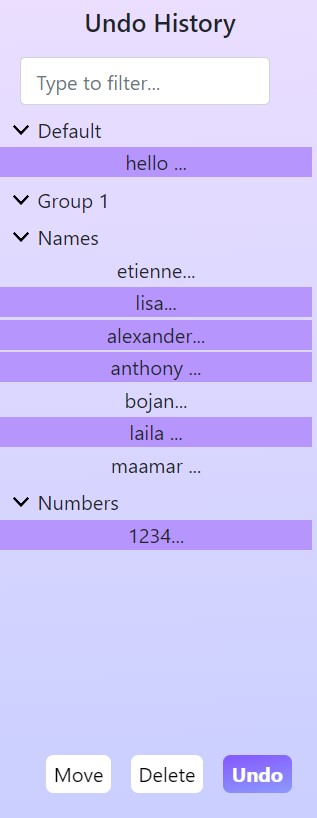 Undo History
Type to filter...
Default
hello ...
Group 1
Names
etienne...
lisa...
alexander...
anthony ...
bojan...
laila ...
maamar ...
Numbers
1234...
Move Delete Undo